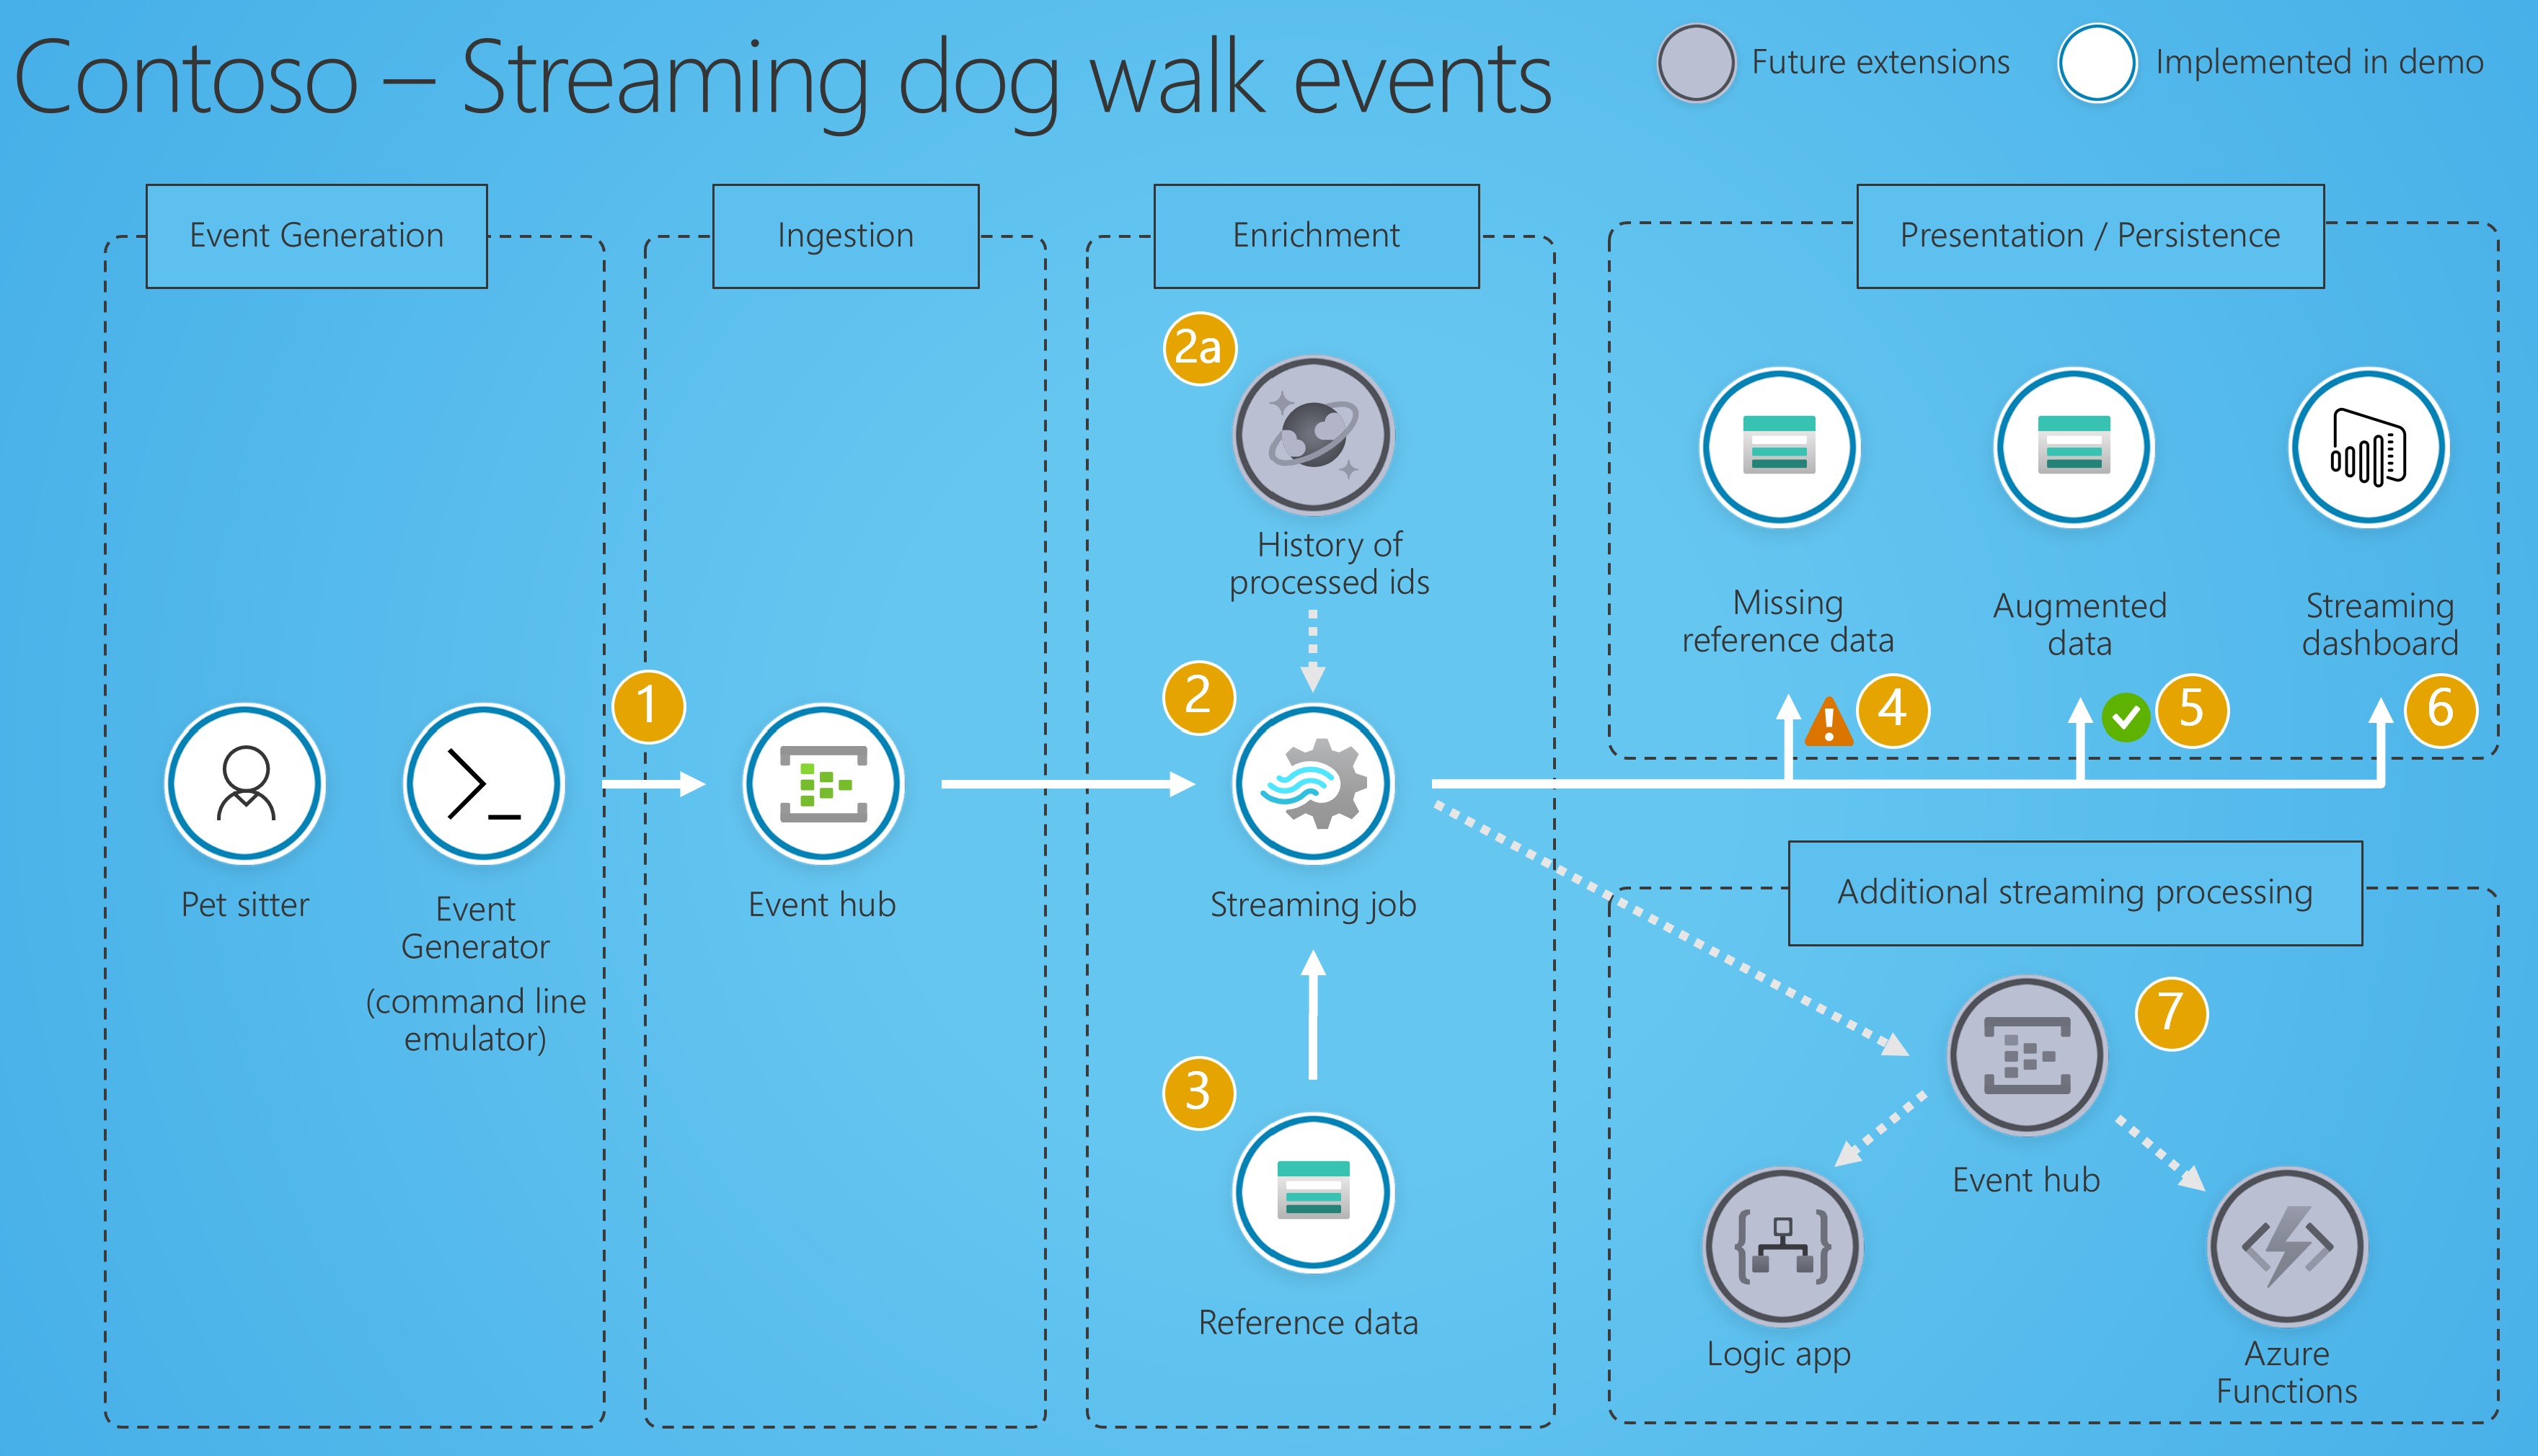 Contoso – Streaming dog walk events
Future extensions
Implemented in demo
Event Generation
Ingestion
Enrichment
Presentation / Persistence
2a
History of
processed ids
Missing
reference data
Augmented
data
Streaming
dashboard
1
2
4
5
6
Pet sitter
Event
Generator
(command line
emulator)
Event hub
Streaming job
3
Reference data
Additional streaming processing
7
Event hub
Logic app
Azure
Functions